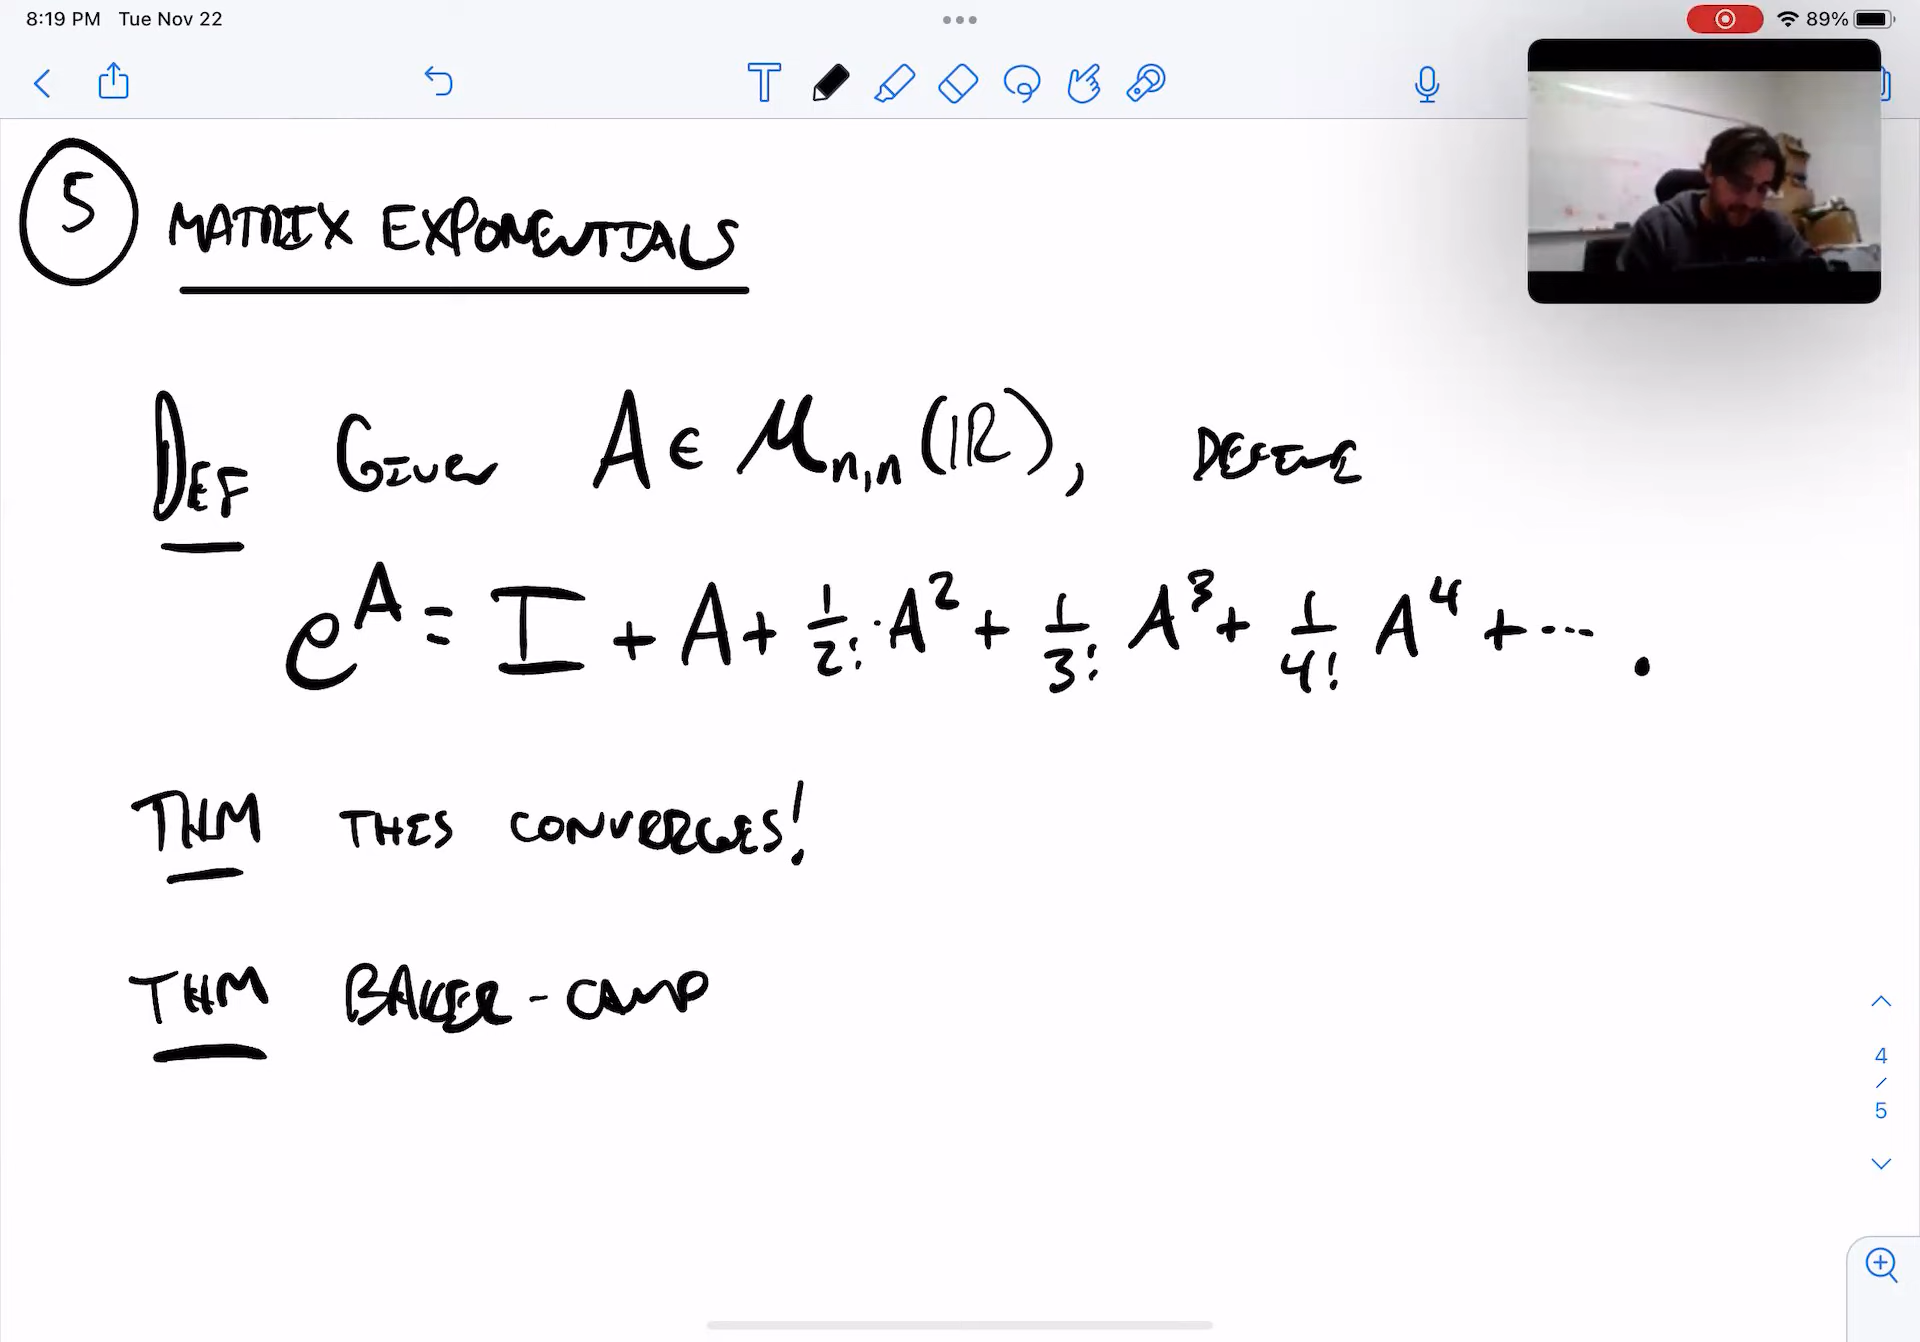 8:19 PM Tue Nov 22
89%
5 MATRIX EXPONENTIALS
DEF GIVEN A ∈ M_{n,n}(ℝ), DEFINE
e^A = I + A + 1/2! · A^2 + 1/3! A^3 + 1/4! A^4 + ··· .
THM THIS CONVERGES!
THM BAKER - CAMP
4
/
5